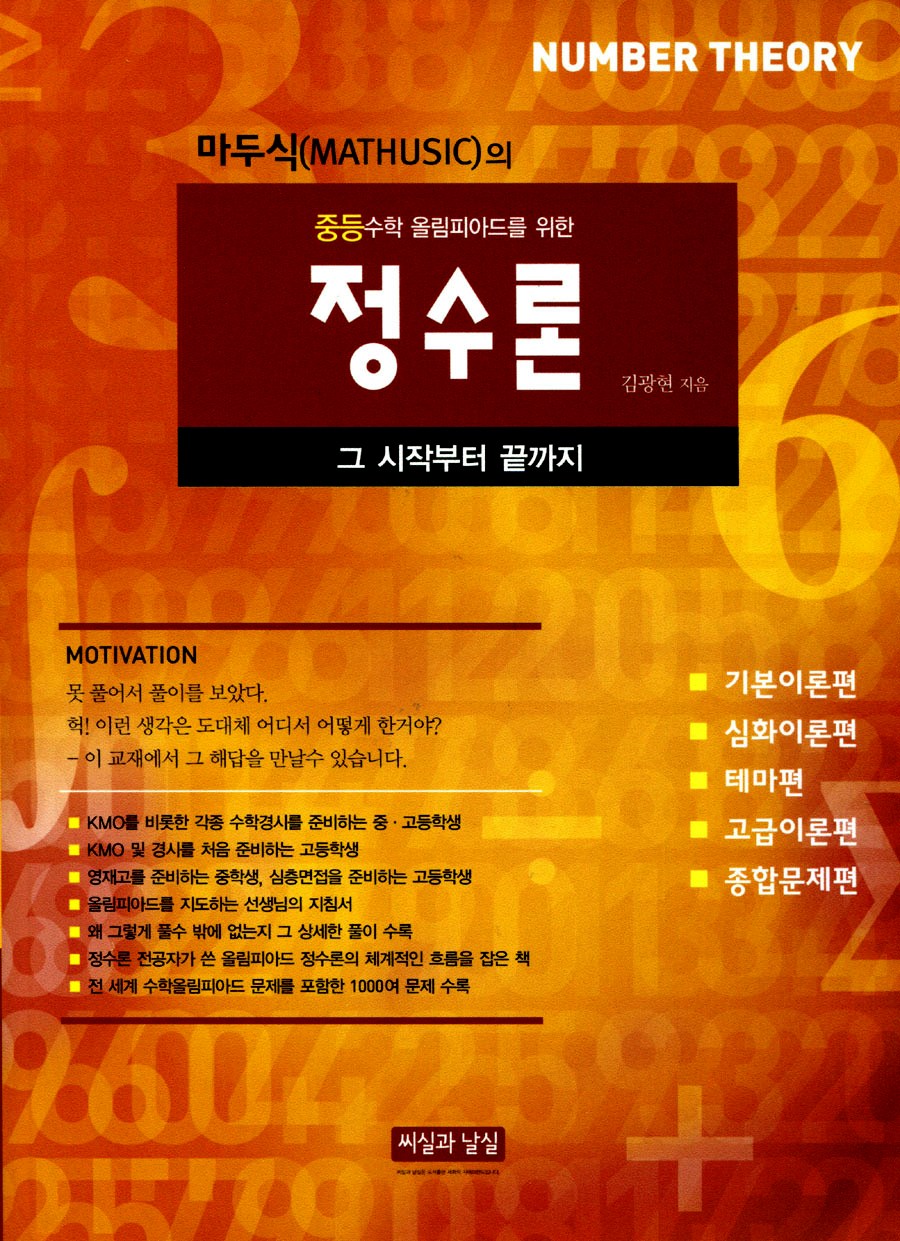 NUMBER THEORY
마두식(MATHUSIC)의
중등수학 올림피아드를 위한
정수론
김광현 지음
그 시작부터 끝까지
MOTIVATION
못 풀어서 풀이를 보았다.
헉! 이런 생각은 도대체 어디서 어떻게 한거야?
- 이 교재에서 그 해답을 만날수 있습니다.
■ KMO를 비롯한 각종 수학경시를 준비하는 중 · 고등학생
■ KMO 및 경시를 처음 준비하는 고등학생
■ 영재고를 준비하는 중학생, 심층면접을 준비하는 고등학생
■ 올림피아드를 지도하는 선생님의 지침서
■ 왜 그렇게 풀수 밖에 없는지 그 상세한 풀이 수록
■ 정수론 전공자가 쓴 올림피아드 정수론의 체계적인 흐름을 잡은 책
■ 전 세계 수학올림피아드 문제를 포함한 1000여 문제 수록
■ 기본이론편
■ 심화이론편
■ 테마편
■ 고급이론편
■ 종합문제편
씨실과 날실